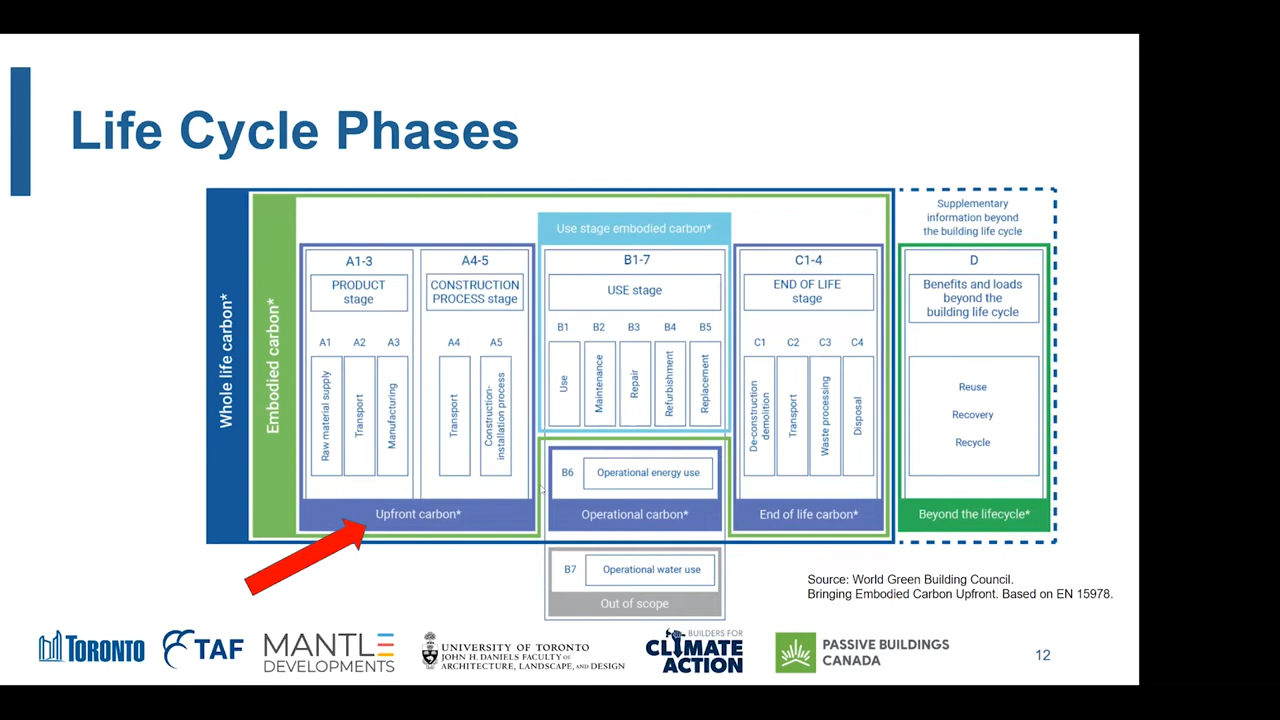 Life Cycle Phases
Whole life carbon*
Embodied carbon*
A1-3
PRODUCT
stage
A1
A2
A3
Raw material supply
Transport
Manufacturing
A4-5
CONSTRUCTION
PROCESS stage
A4
A5
Transport
Construction-
installation process
Upfront carbon*
Use stage embodied carbon*
B1-7
USE stage
B1
B2
B3
B4
B5
Use
Maintenance
Repair
Refurbishment
Replacement
B6
Operational energy use
Operational carbon*
B7
Operational water use
Out of scope
C1-4
END OF LIFE
stage
C1
C2
C3
C4
De-construction
demolition
Transport
Waste processing
Disposal
End of life carbon*
Supplementary
information beyond
the building life cycle
D
Benefits and loads
beyond the
building life cycle
Reuse
Recovery
Recycle
Beyond the lifecycle*
Source: World Green Building Council.
Bringing Embodied Carbon Upfront. Based on EN 15978.
TORONTO
TAF
MANTLE
DEVELOPMENTS
UNIVERSITY OF TORONTO
JOHN H. DANIELS FACULTY OF
ARCHITECTURE, LANDSCAPE, AND DESIGN
BUILDERS FOR
CLIMATE
ACTION
PASSIVE BUILDINGS
CANADA
12